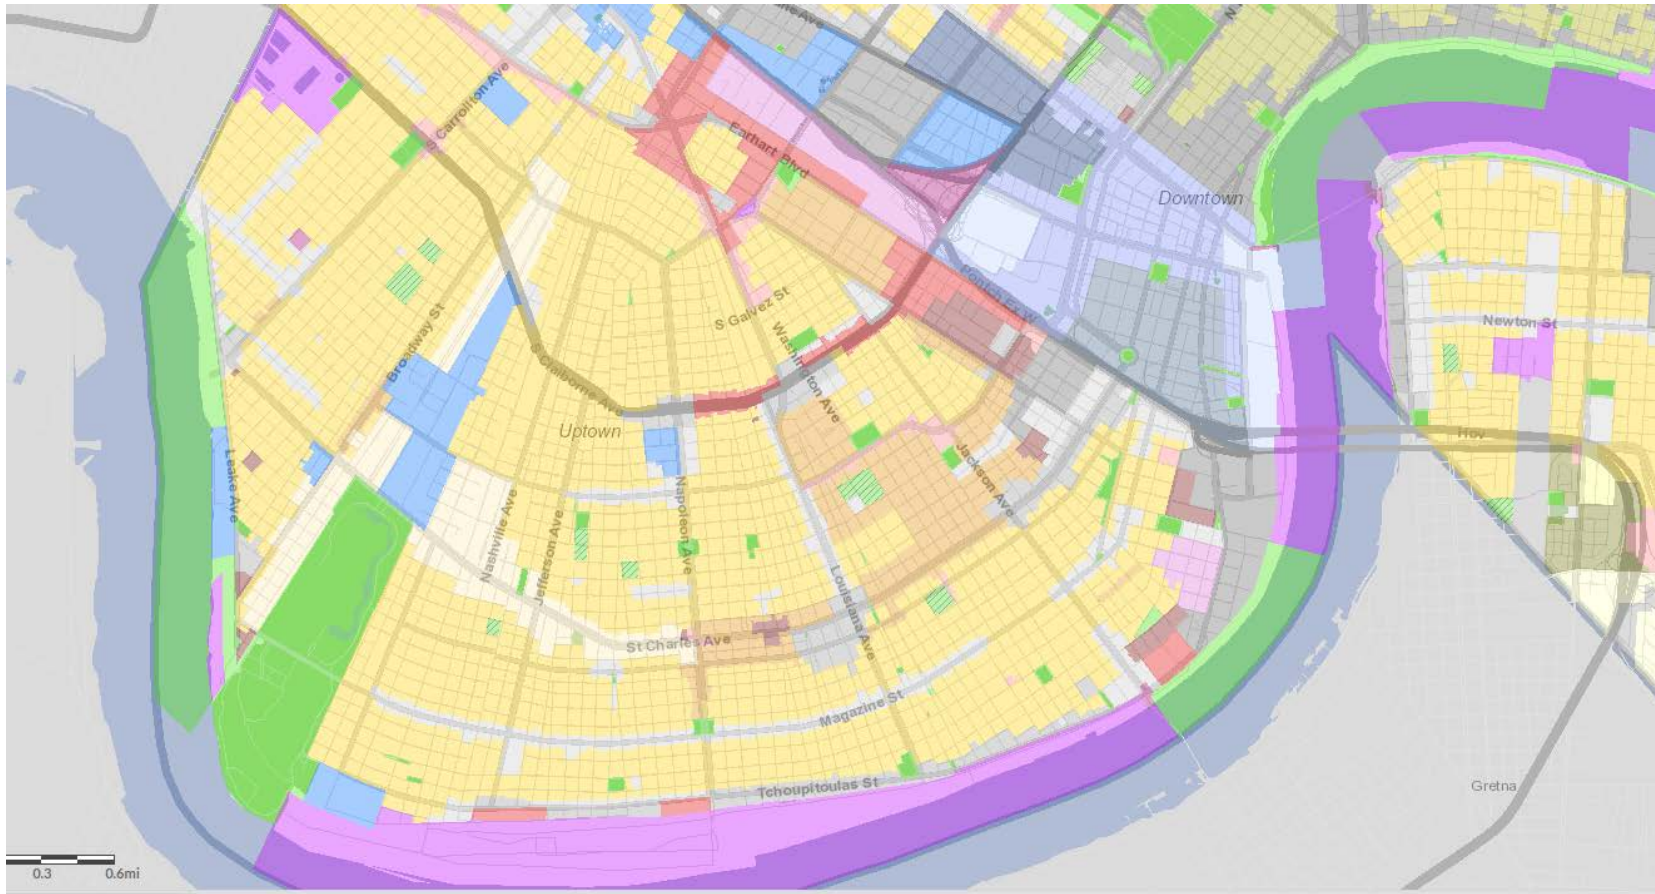 S Carrollton Ave
Earhart Blvd
Downtown
Broadway St
S Galvez St
Newton St
S Claiborne Ave
Washington Ave
Uptown
Hov
Jackson Ave
Leake Ave
Nashville Ave
Jefferson Ave
Napoleon Ave
Louisiana Ave
St Charles Ave
Magazine St
Tchoupitoulas St
Gretna
0.3
0.6mi